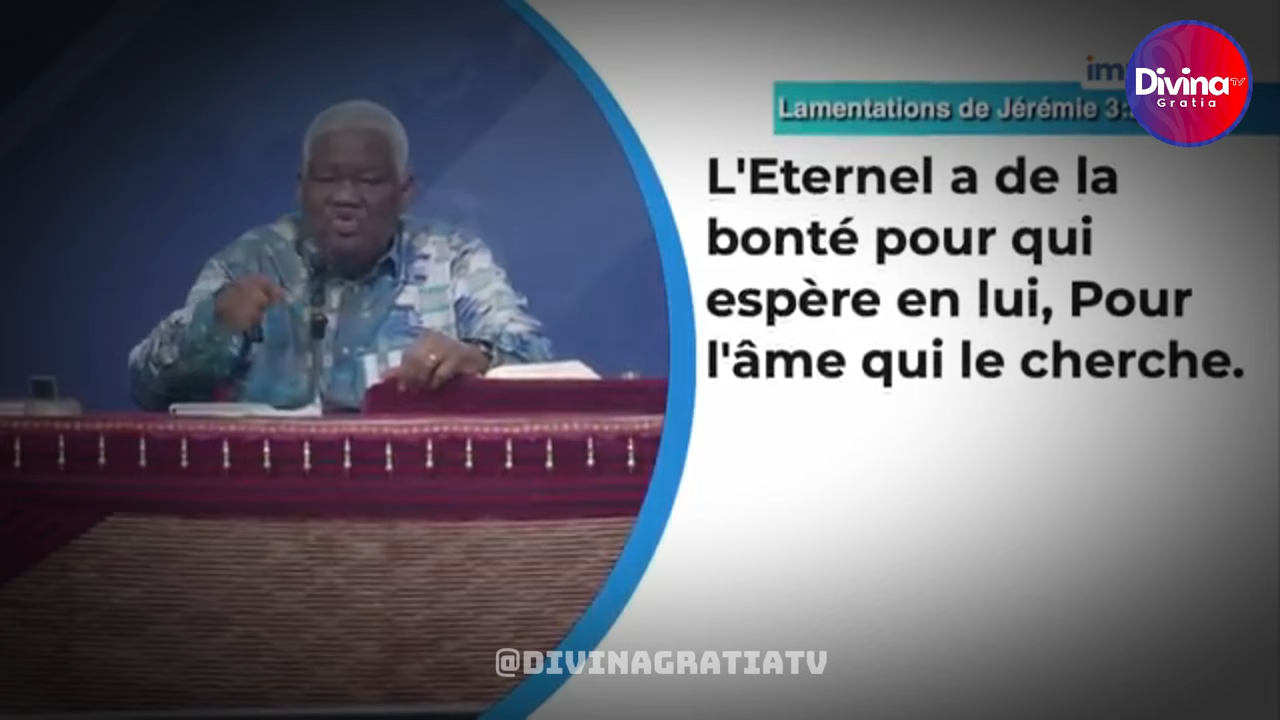 Divina TV
Gratia
Lamentations de Jérémie
L'Eternel a de la
bonté pour qui
espère en lui, Pour
l'âme qui le cherche.
@DIVINAGRATIATV